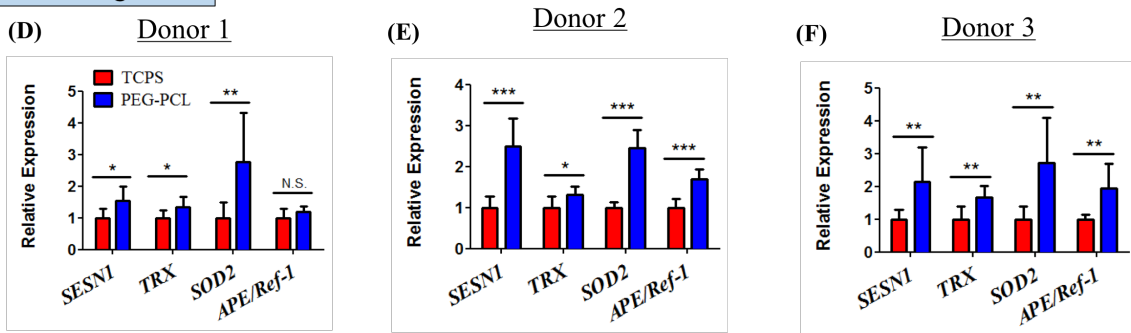 (D) Donor 1
TCPS
PEG-PCL
Relative Expression
5
4
3
2
1
0
*
*
**
N.S.
SESN1
TRX
SOD2
APE/Ref-1
(E) Donor 2
Relative Expression
4
3
2
1
0
***
*
***
***
SESN1
TRX
SOD2
APE/Ref-1
(F) Donor 3
Relative Expression
5
4
3
2
1
0
**
**
**
**
SESN1
TRX
SOD2
APE/Ref-1